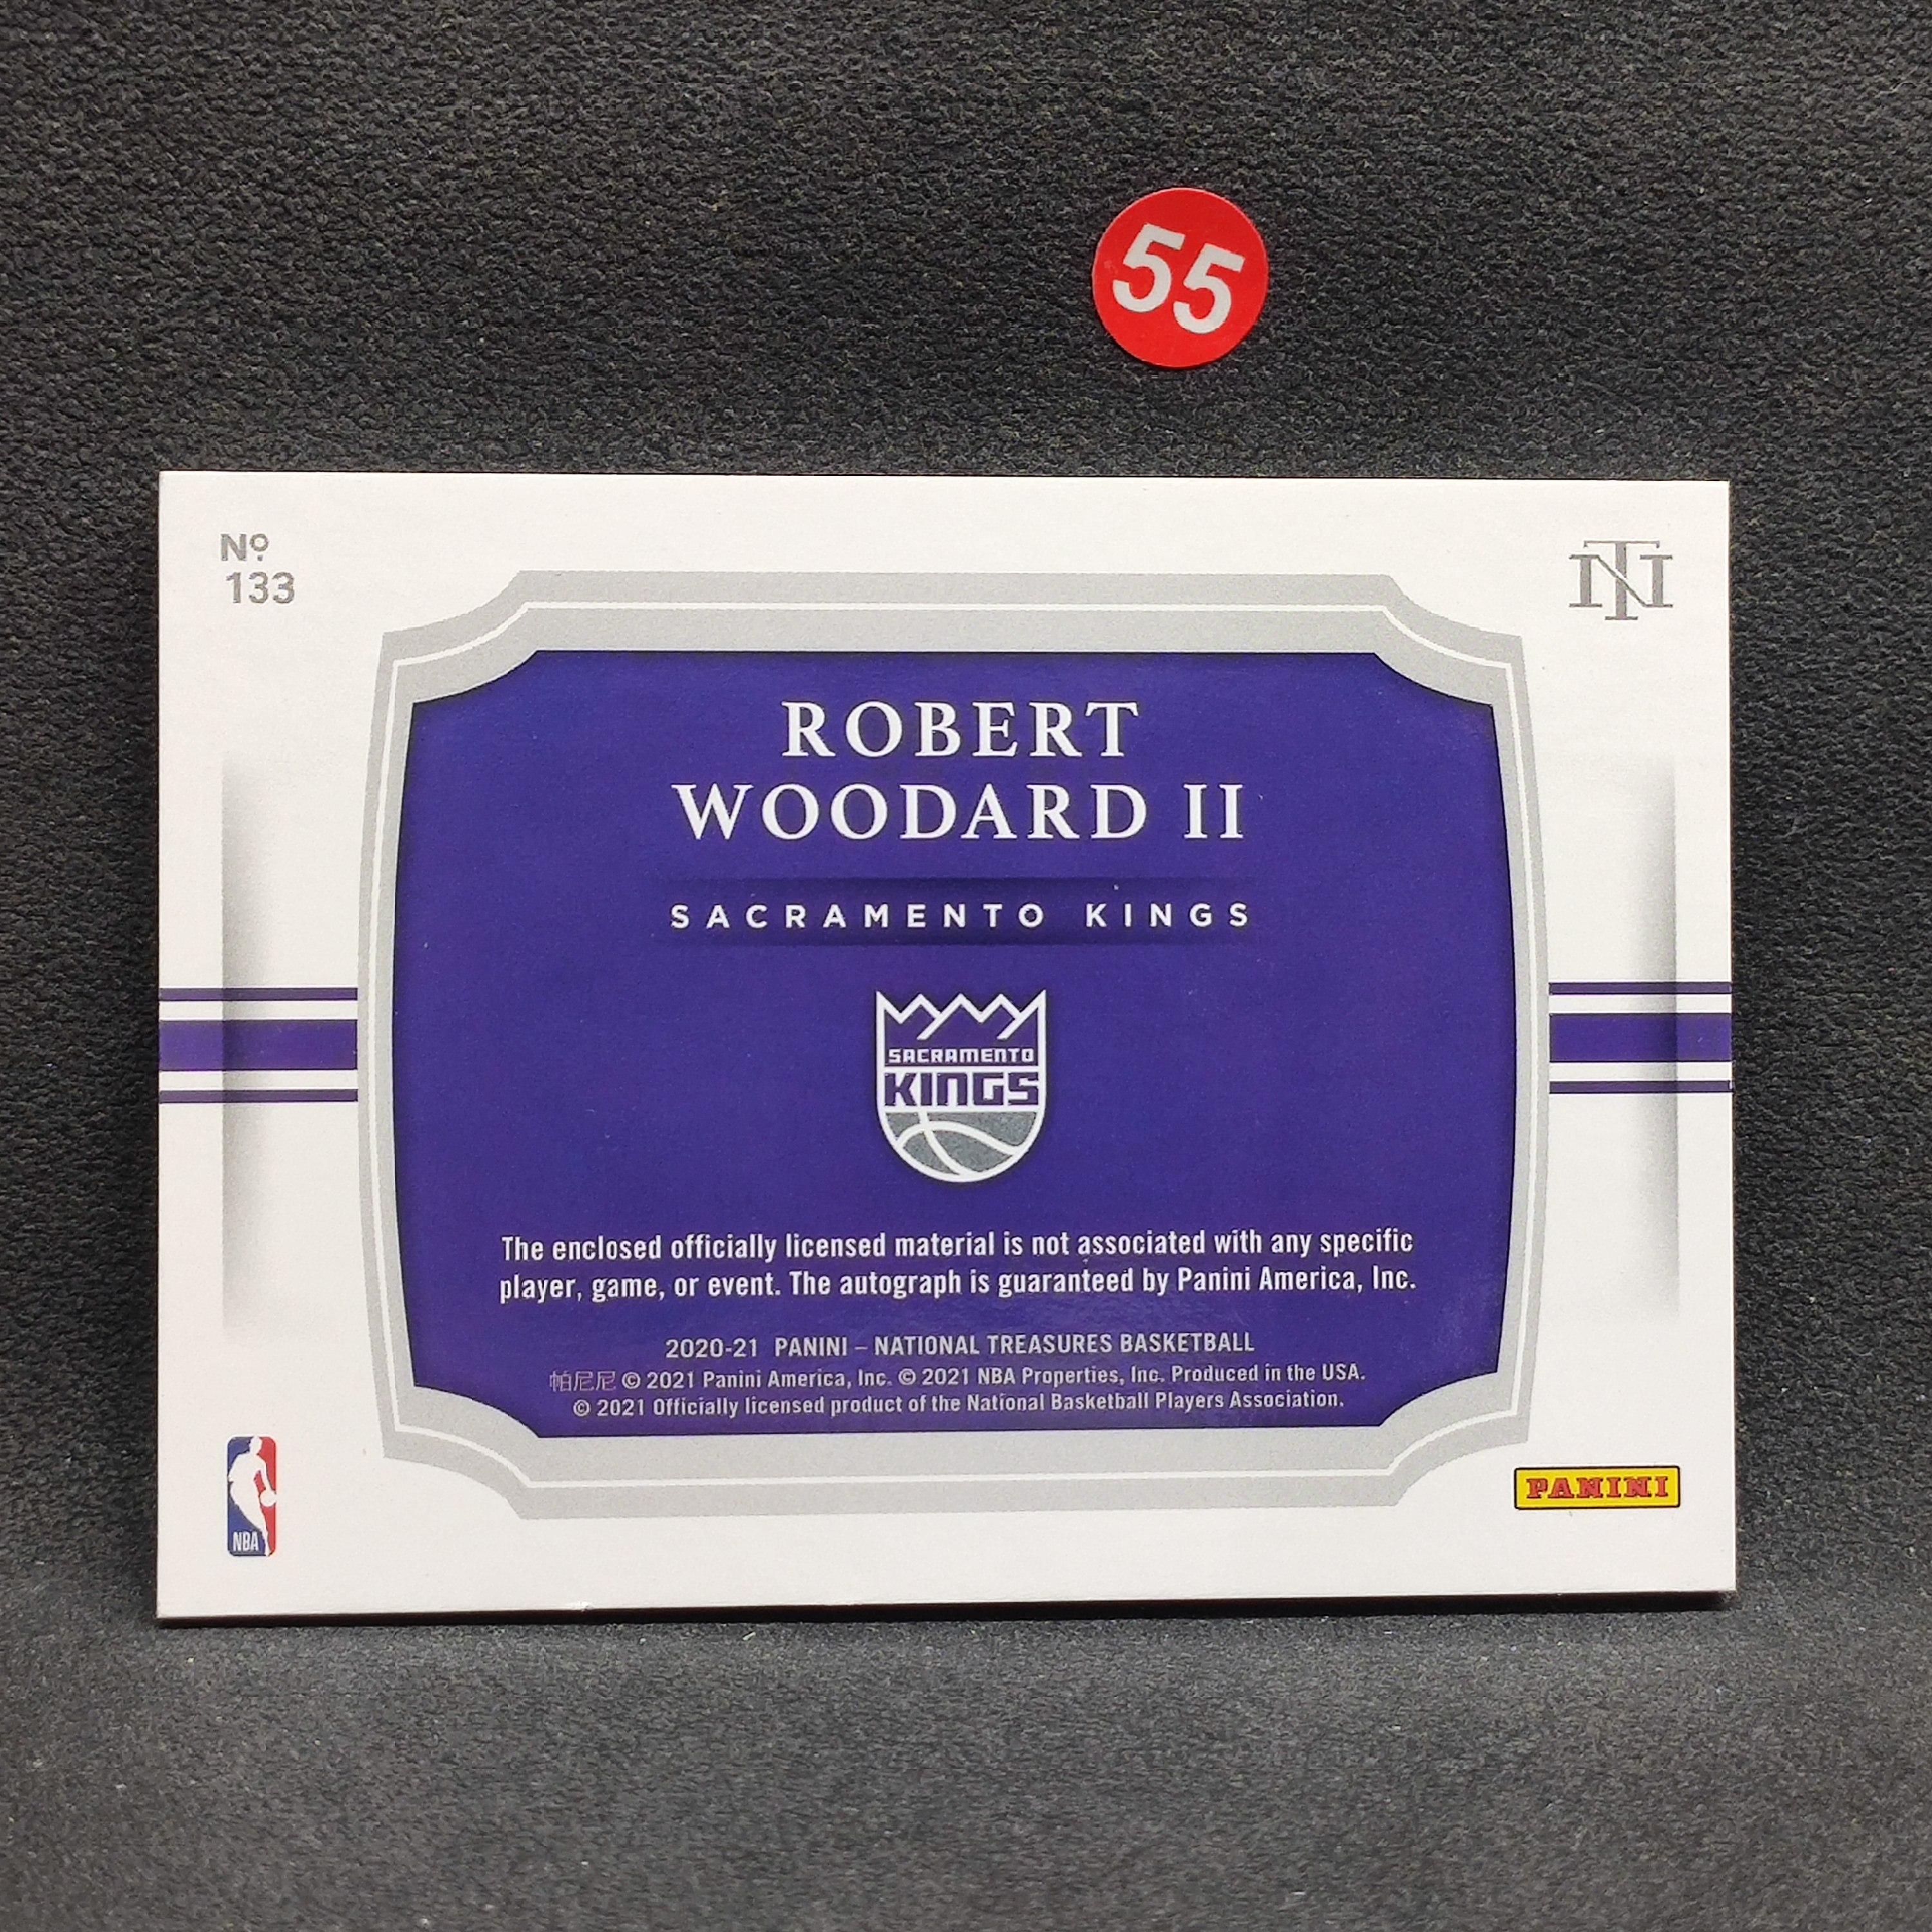 55
Nº
133
NT
ROBERT
WOODARD II
SACRAMENTO KINGS
SACRAMENTO
KINGS
The enclosed officially licensed material is not associated with any specific
player, game, or event. The autograph is guaranteed by Panini America, Inc.
2020-21 PANINI – NATIONAL TREASURES BASKETBALL
帕尼尼 © 2021 Panini America, Inc. © 2021 NBA Properties, Inc. Produced in the USA.
© 2021 Officially licensed product of the National Basketball Players Association.
NBA
PANINI